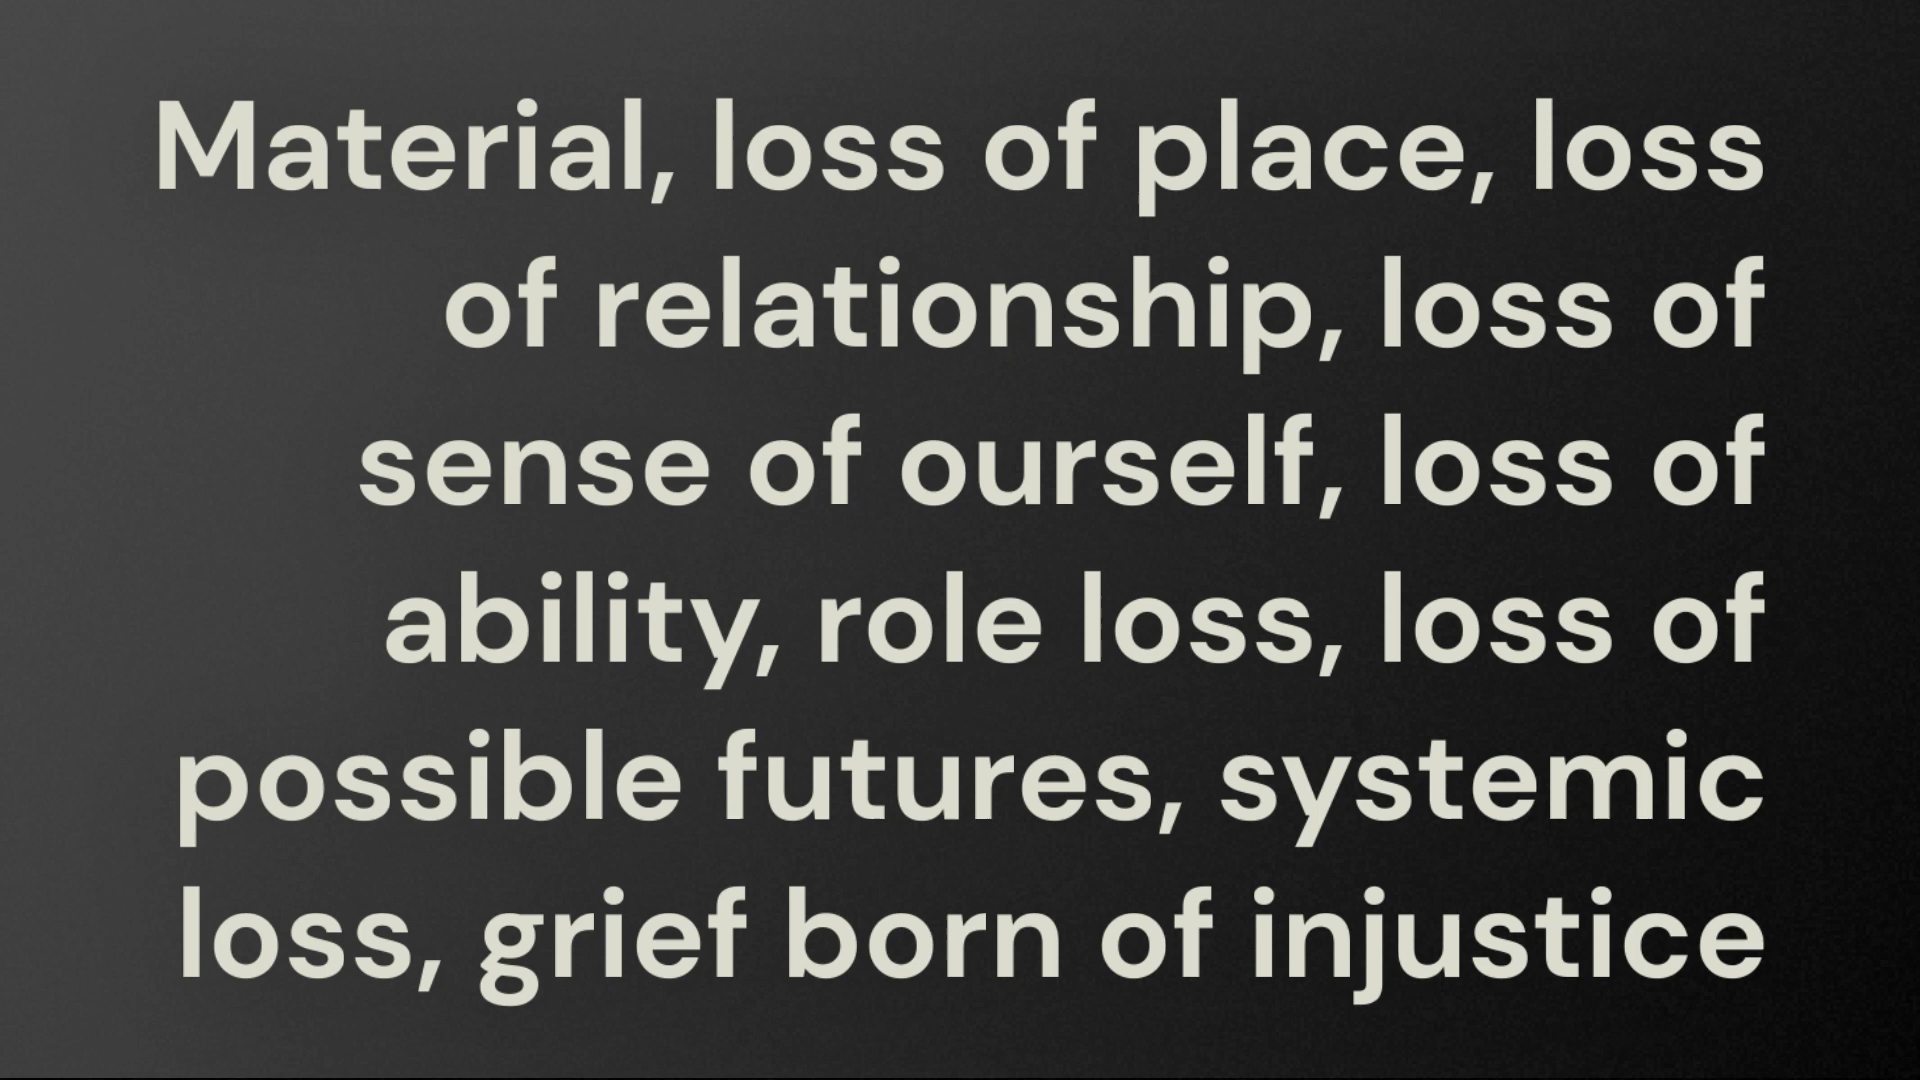 Material, loss of place, loss
of relationship, loss of
sense of ourself, loss of
ability, role loss, loss of
possible futures, systemic
loss, grief born of injustice